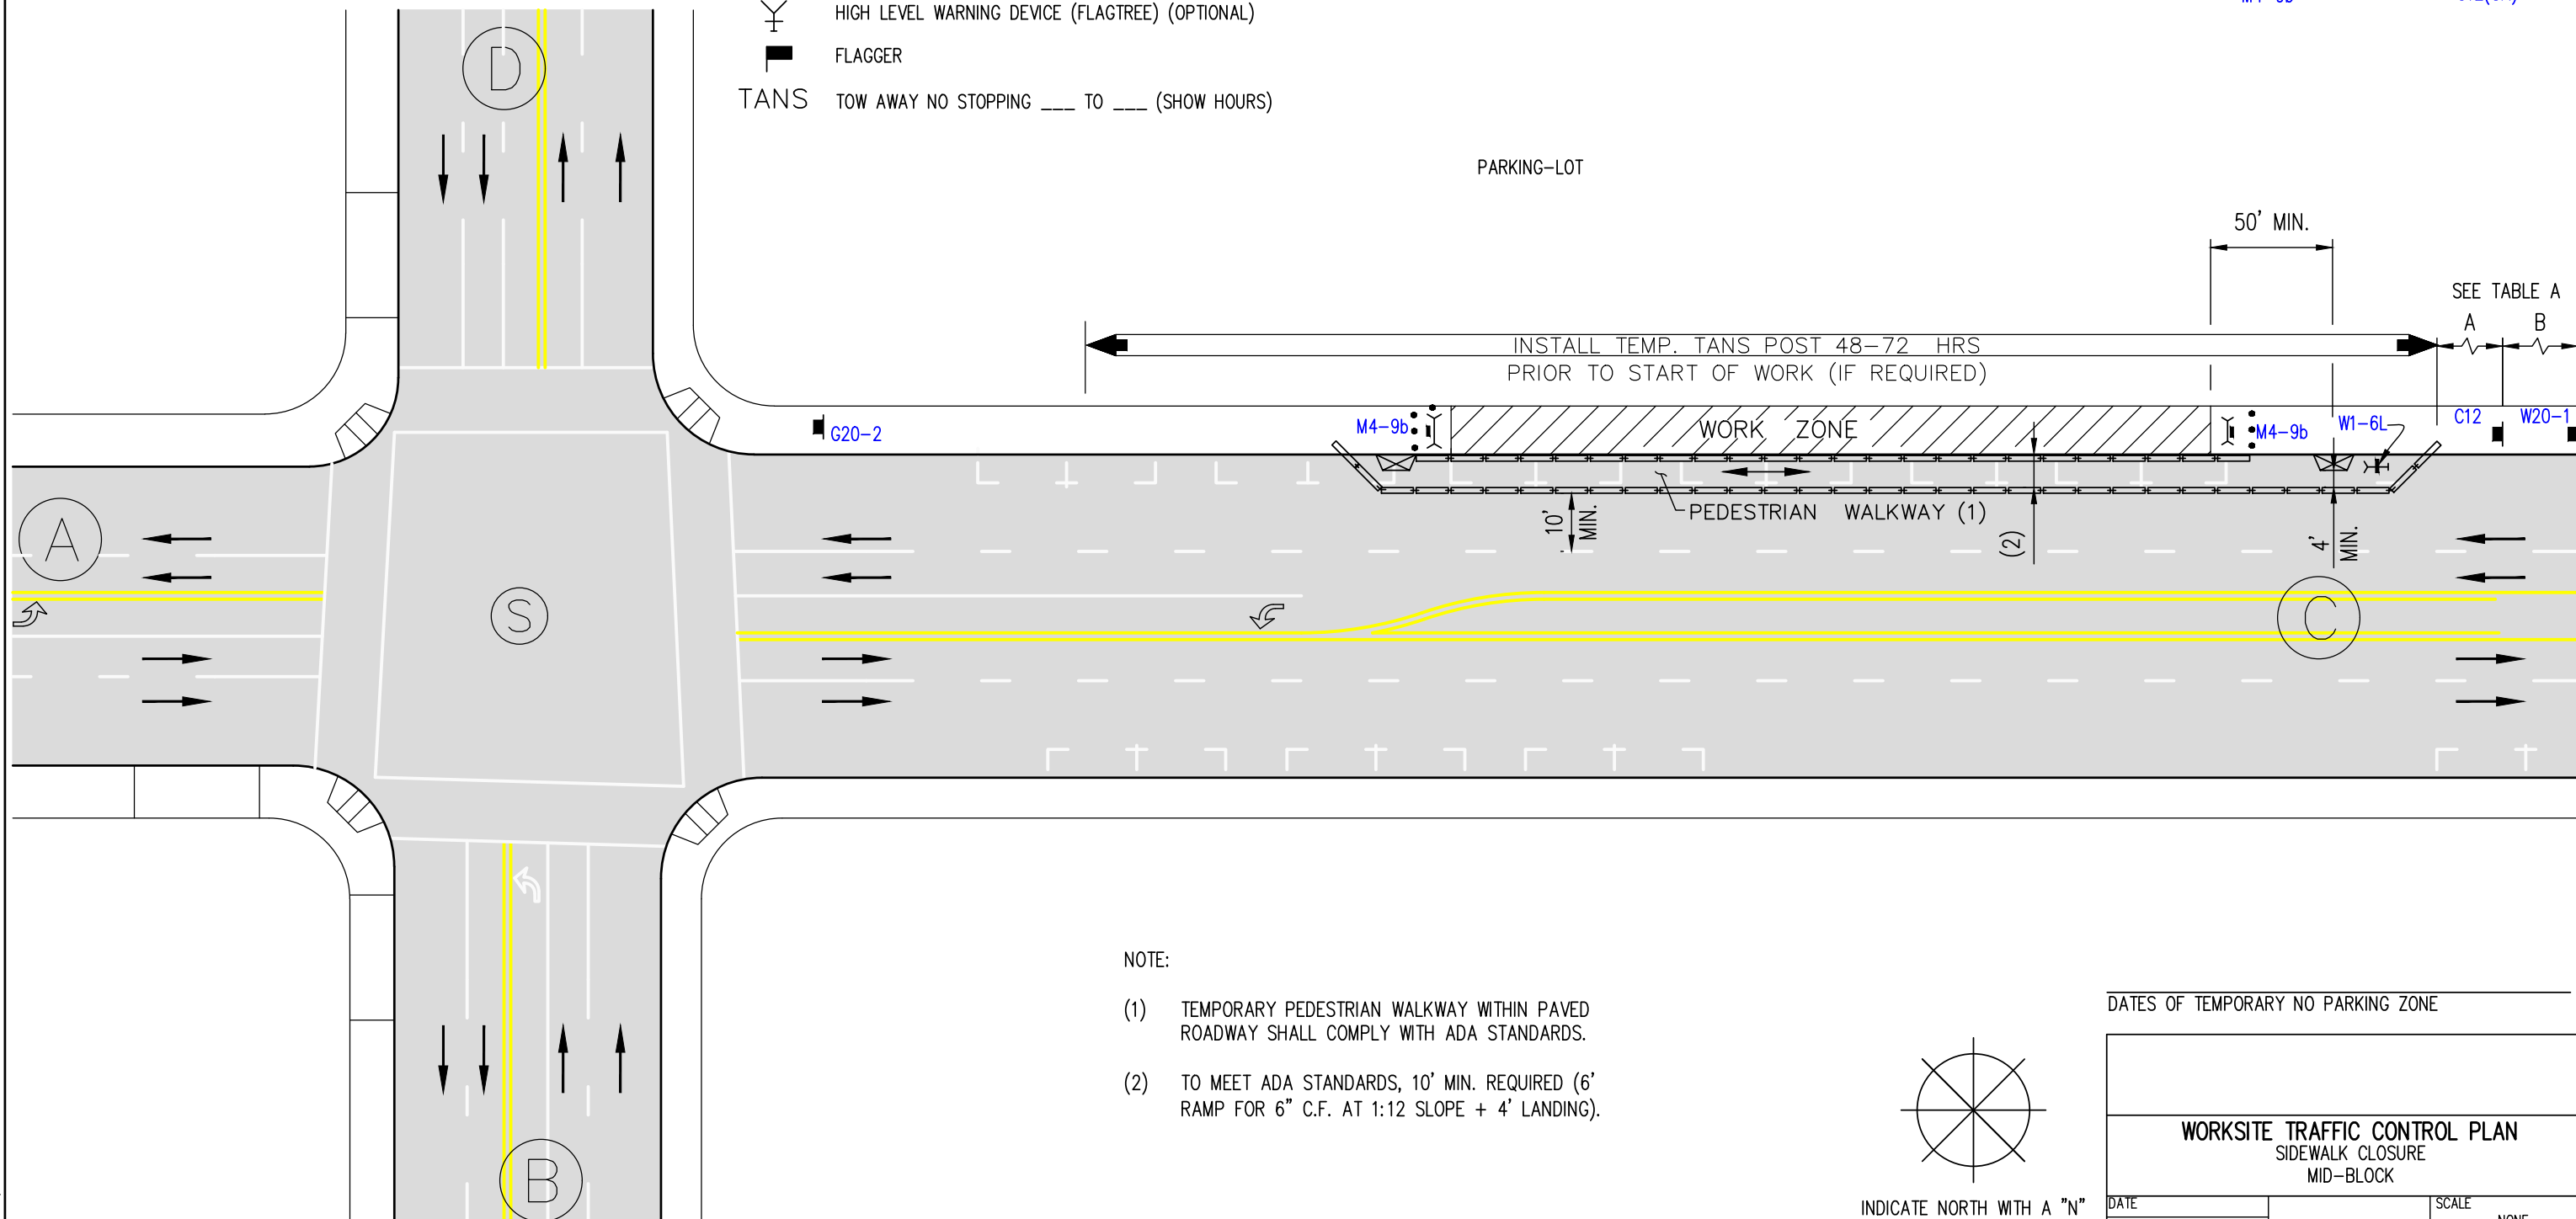 HIGH LEVEL WARNING DEVICE (FLAGTREE) (OPTIONAL)
FLAGGER
TANS TOW AWAY NO STOPPING ___ TO ___ (SHOW HOURS)
D
PARKING-LOT
50' MIN.
SEE TABLE A
A B
INSTALL TEMP. TANS POST 48-72 HRS
PRIOR TO START OF WORK (IF REQUIRED)
G20-2
M4-9b
WORK ZONE
M4-9b
W1-6L
C12
W20-1
PEDESTRIAN WALKWAY (1)
10' MIN.
(2)
4' MIN.
A
S
C
B
NOTE:
(1) TEMPORARY PEDESTRIAN WALKWAY WITHIN PAVED
ROADWAY SHALL COMPLY WITH ADA STANDARDS.
(2) TO MEET ADA STANDARDS, 10' MIN. REQUIRED (6'
RAMP FOR 6" C.F. AT 1:12 SLOPE + 4' LANDING).
INDICATE NORTH WITH A "N"
DATES OF TEMPORARY NO PARKING ZONE
WORKSITE TRAFFIC CONTROL PLAN
SIDEWALK CLOSURE
MID-BLOCK
DATE
SCALE